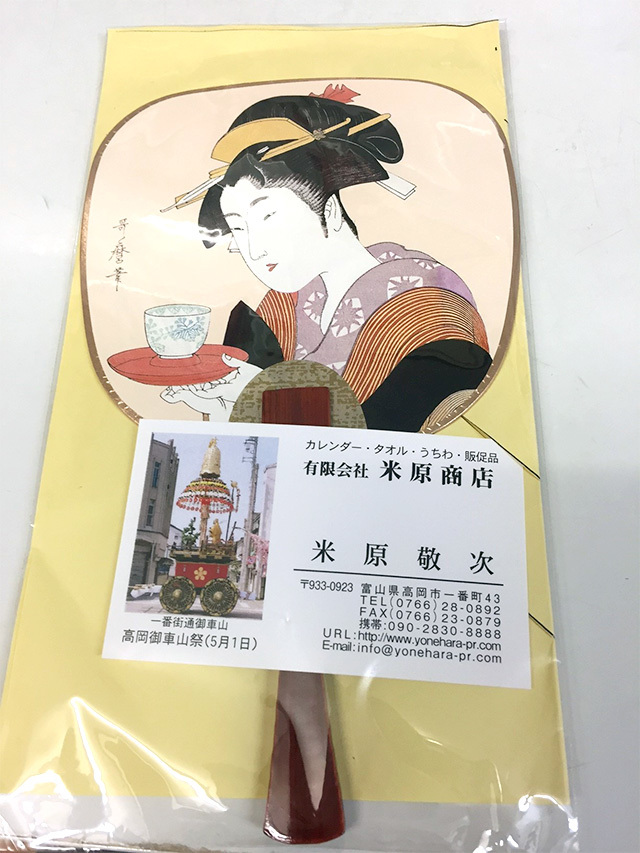 哥麿筆
カレンダー・タオル・うちわ・販促品
有限会社 米原商店
米原敬次
〒933-0923 富山県高岡市一番町43
TEL(0766)28-0892
FAX(0766)23-0879
携帯:090-2830-8888
URL:http://www.yonehara-pr.com
E-mail:info@yonehara-pr.com
一番街通御車山
高岡御車山祭(5月1日)